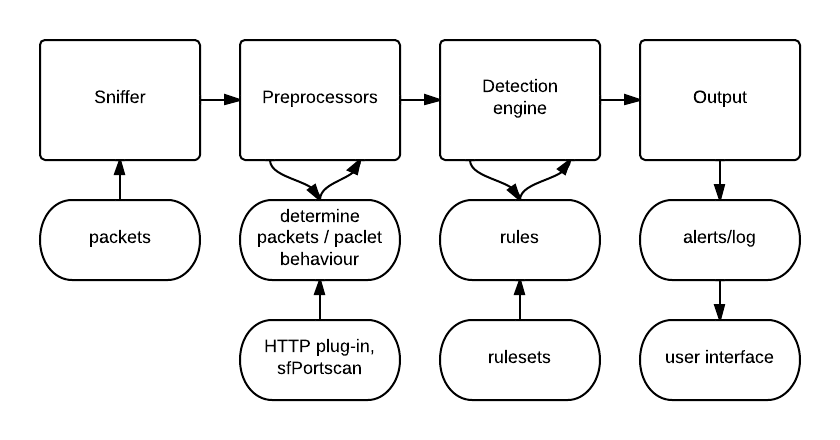 Sniffer
Preprocessors
Detection
engine
Output
packets
determine
packets / paclet
behaviour
rules
alerts/log
HTTP plug-in,
sfPortscan
rulesets
user interface